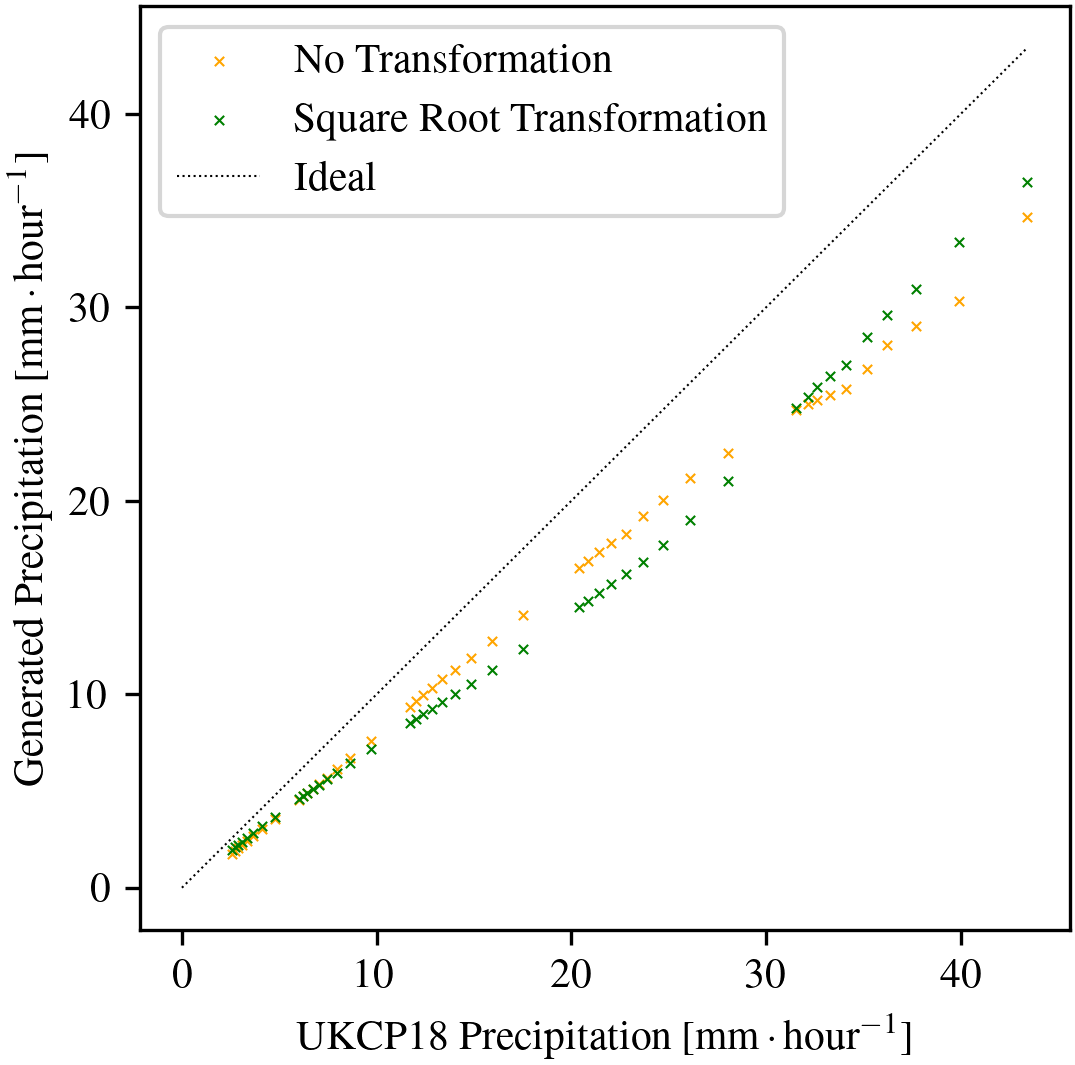 No Transformation
Square Root Transformation
Ideal
40
30
20
10
0
Generated Precipitation [mm · hour⁻¹]
0 10 20 30 40
UKCP18 Precipitation [mm · hour⁻¹]